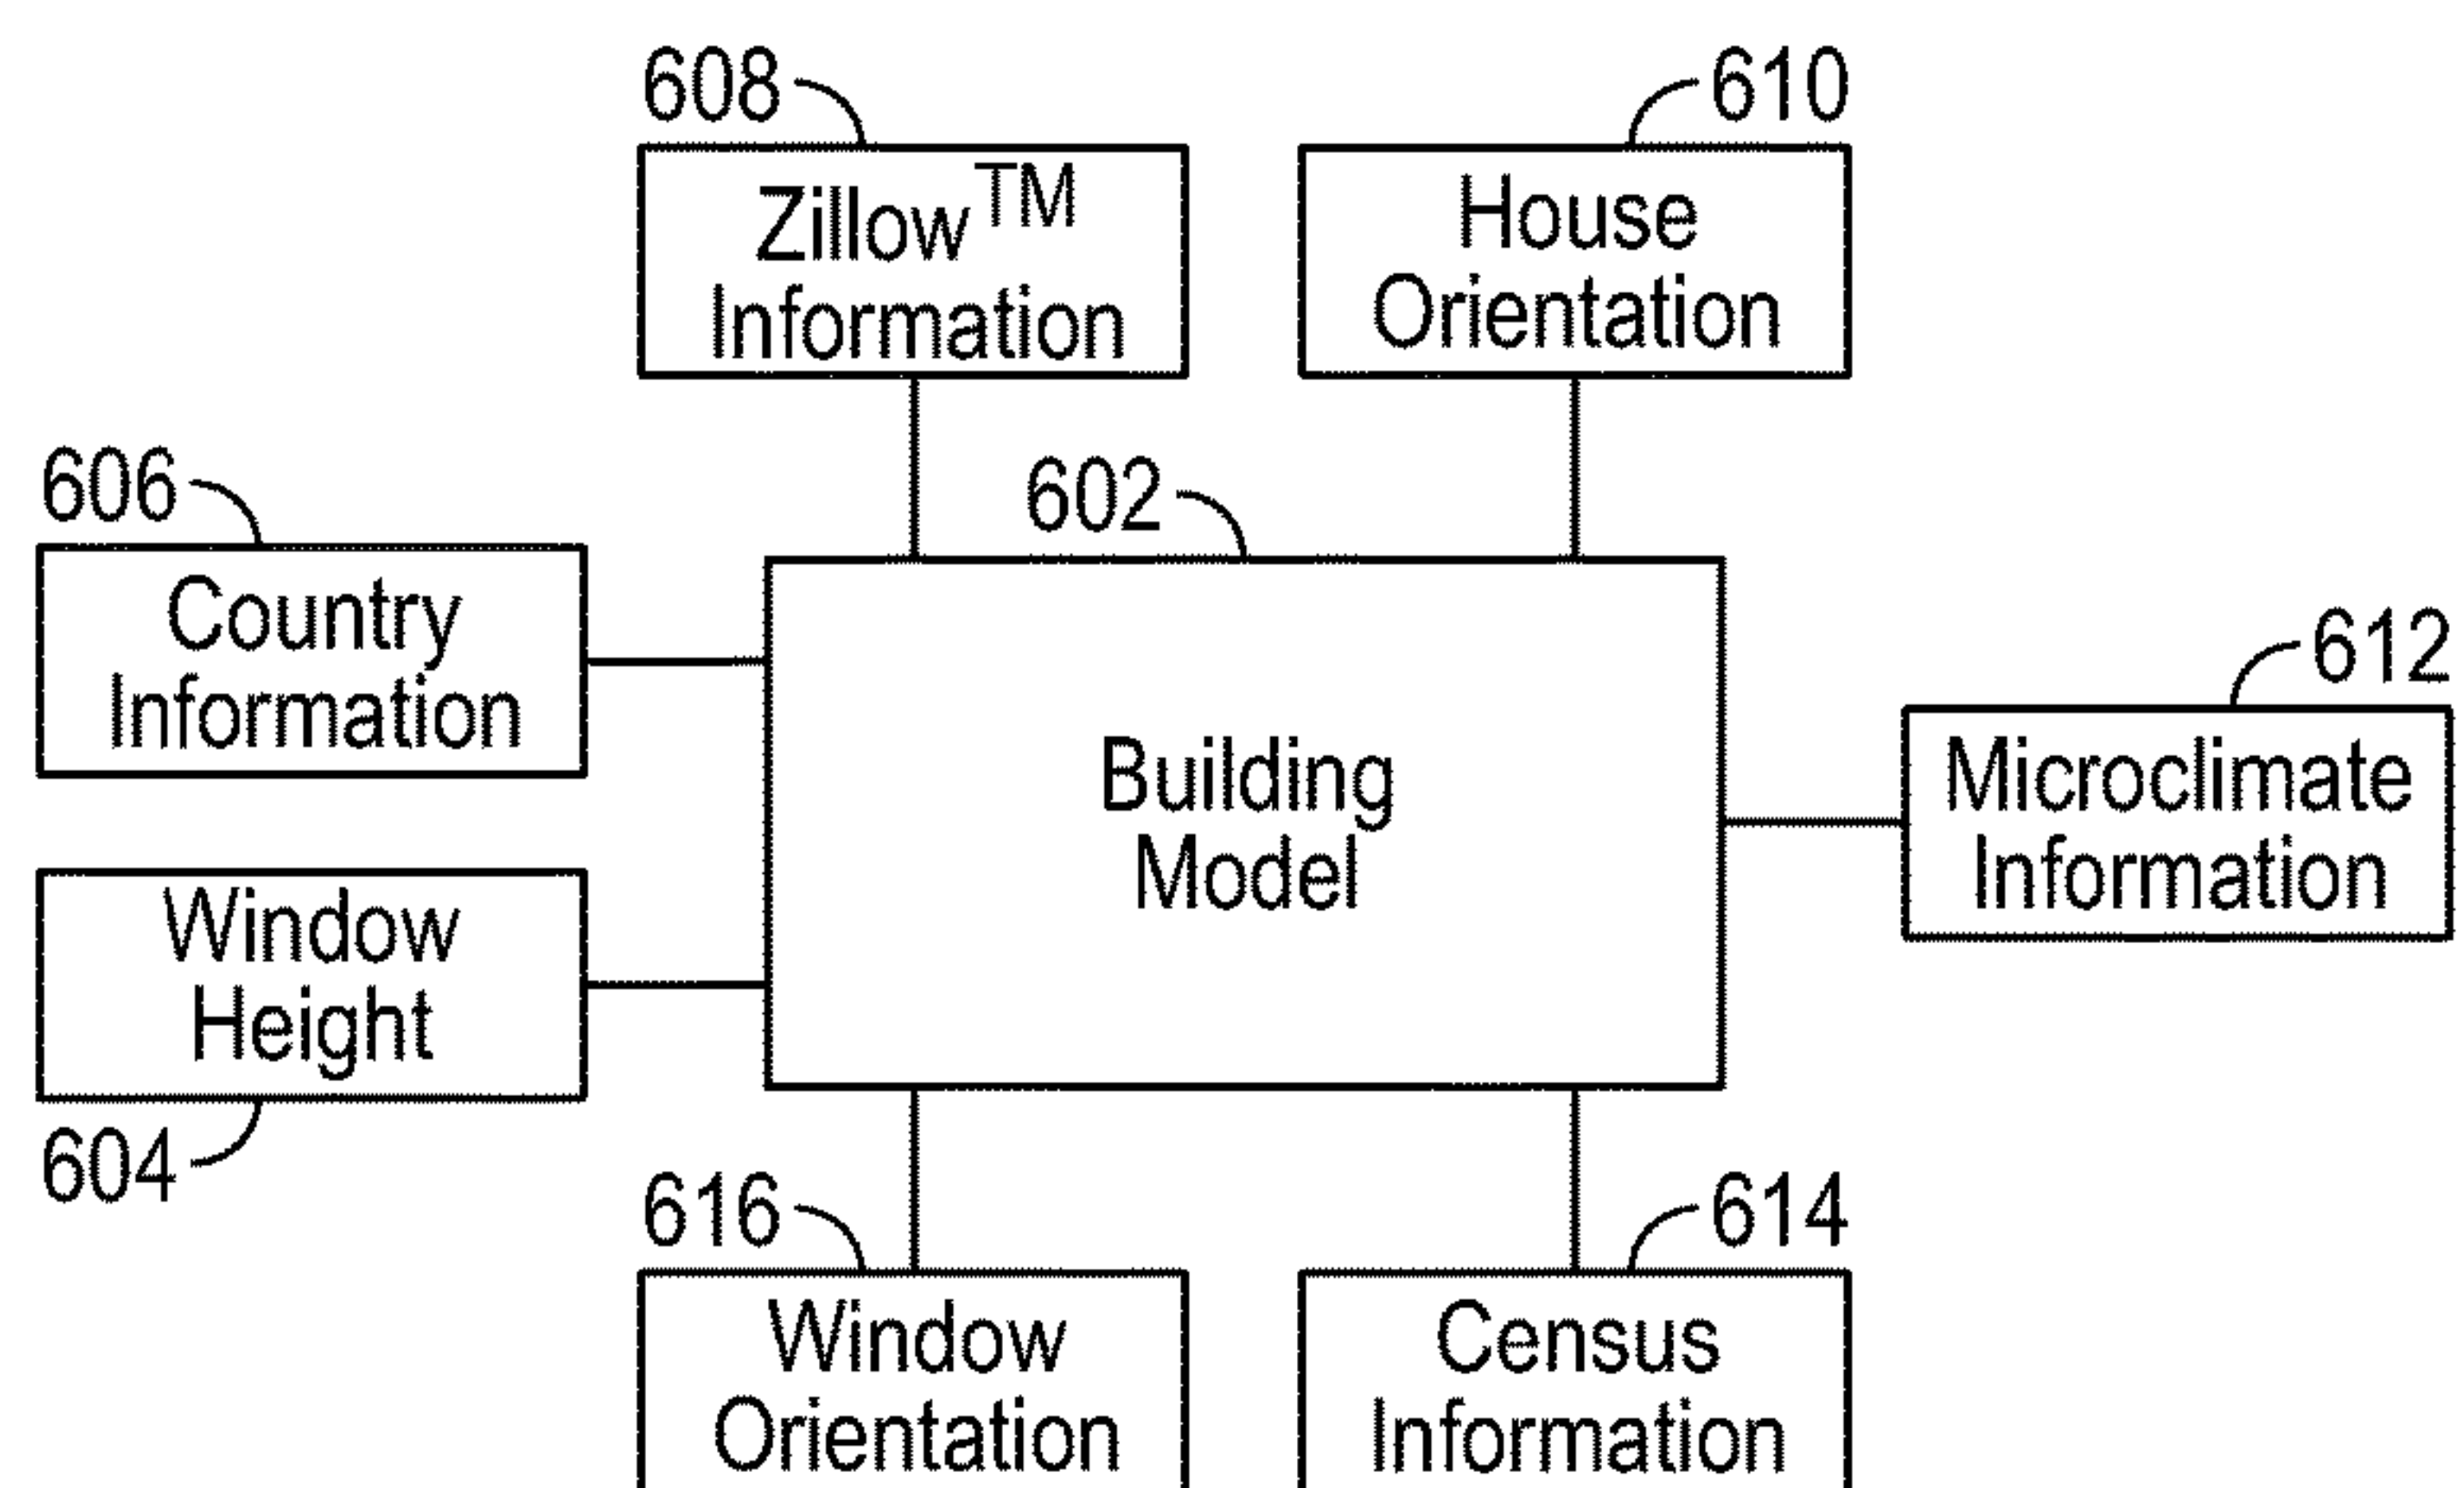 608
610
Zillow™
Information
House
Orientation
606
602
Country
Information
612
Building
Model
Microclimate
Information
Window
Height
604
616
614
Window
Orientation
Census
Information